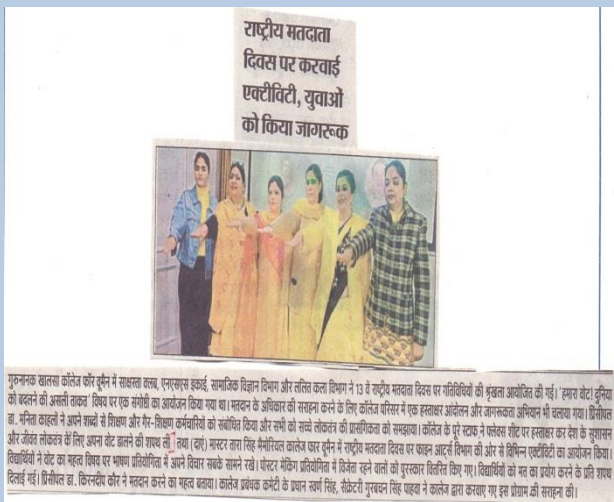 राष्ट्रीय मतदाता
दिवस पर करवाई
एक्टीविटी, युवाओं
को किया जागरूक
गुरुनानक खालसा कॉलेज फॉर वूमैन में साक्षरता क्लब, एनएसएस इकाई, सामाजिक विज्ञान विभाग और ललित कला विभाग ने 13 वें राष्ट्रीय मतदाता दिवस पर गतिविधियों की श्रृंखला आयोजित की गई। 'हमारा वोट! दुनिया
को बदलने की असली ताकत' विषय पर एक संगोष्ठी का आयोजन किया गया था। मतदान के अधिकार की सराहना करने के लिए कॉलेज परिसर में एक हस्ताक्षर आंदोलन और जागरूकता अभियान भी चलाया गया। प्रिंसीपल
डा. मनिता काहलों ने अपने शब्दों से शिक्षण और गैर-शिक्षण कर्मचारियों को संबोधित किया और सभी को सच्चे लोकतंत्र की प्रासंगिकता को समझाया। कॉलेज के पूरे स्टाफ ने फ्लेक्स शीट पर हस्ताक्षर कर देश के सुशासन
और जीवंत लोकतंत्र के लिए अपना वोट डालने की शपथ ली। तथा (दाएं) मास्टर तारा सिंह मैमोरियल कालेज फार वूमैन में राष्ट्रीय मतदाता दिवस पर फाइन आर्ट्स विभाग की ओर से विभिन्न एक्टीविटी का आयोजन किया।
विद्यार्थियों ने वोट का महत्व विषय पर भाषण प्रतियोगिता में अपने विचार सबके सामने रखे। पोस्टर मेकिंग प्रतियोगिता में विजेता रहने वालों को पुरस्कार वितरित किए गए। विद्यार्थियों को मत का प्रयोग करने के प्रति शपथ
दिलाई गई। प्रिंसीपल डा. किरनदीप कौर ने मतदान करने का महत्व बताया। कालेज प्रबंधक कमेटी के प्रधान स्वर्ण सिंह, सैक्रेटरी गुरबचन सिंह पाहवा ने कालेज द्वारा करवाए गए इस प्रोग्राम की सराहना की।